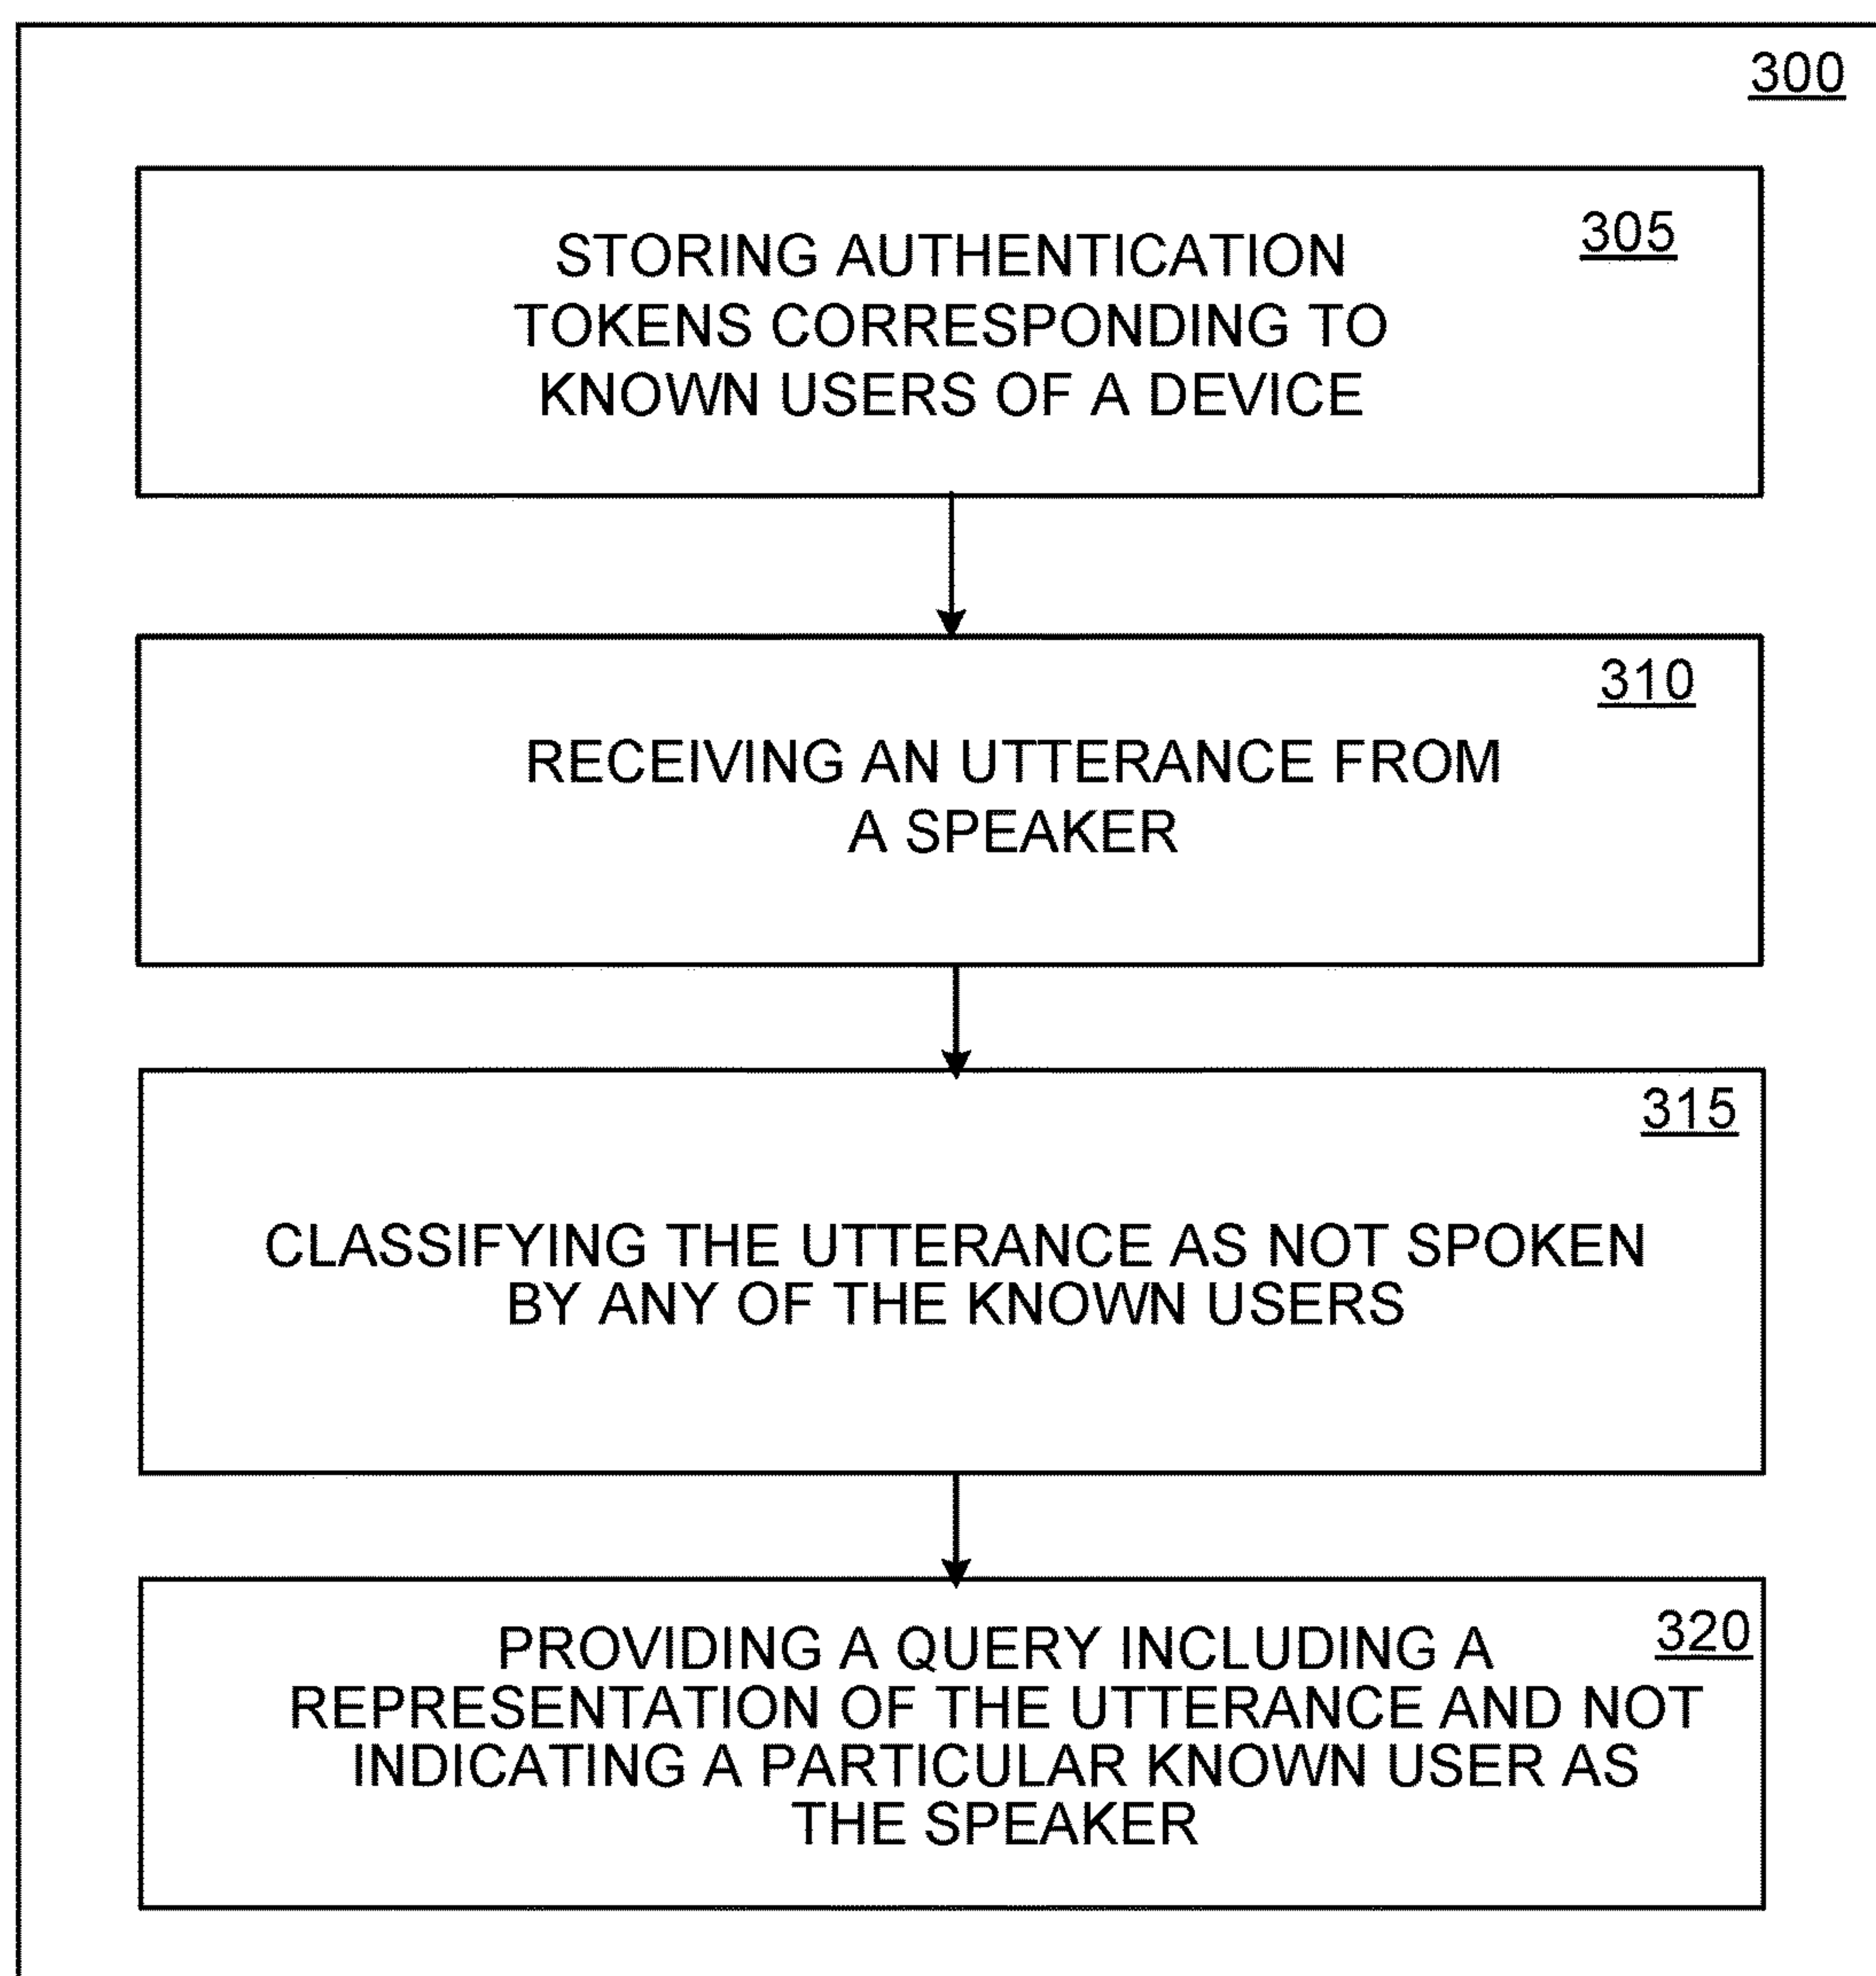 300
305
STORING AUTHENTICATION
TOKENS CORRESPONDING TO
KNOWN USERS OF A DEVICE
310
RECEIVING AN UTTERANCE FROM
A SPEAKER
315
CLASSIFYING THE UTTERANCE AS NOT SPOKEN
BY ANY OF THE KNOWN USERS
320
PROVIDING A QUERY INCLUDING A
REPRESENTATION OF THE UTTERANCE AND NOT
INDICATING A PARTICULAR KNOWN USER AS
THE SPEAKER